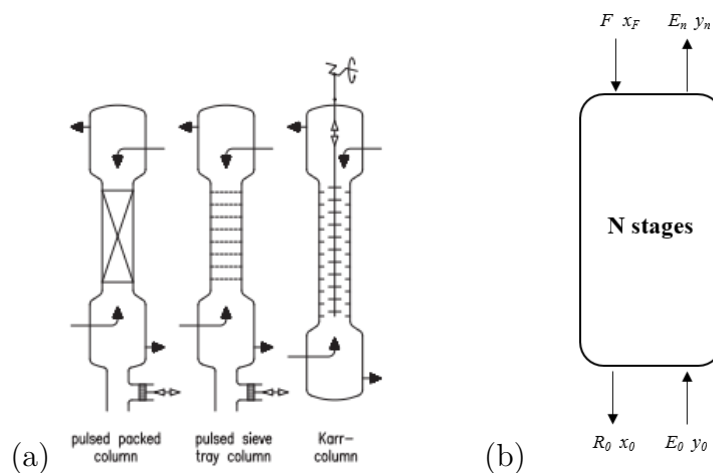 F x_F E_n y_n
N stages
pulsed packed column
pulsed sieve tray column
Karr- column
(a)
(b)
R_0 x_0 E_0 y_0